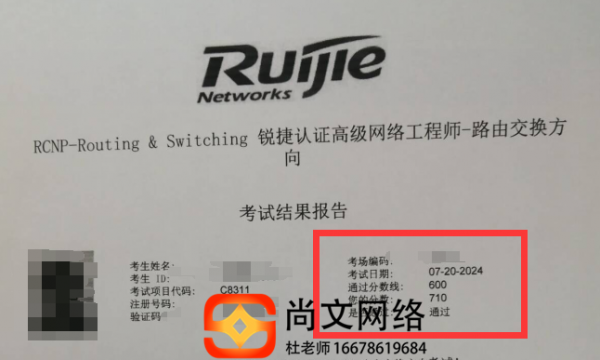 Ruijie
Networks
RCNP-Routing & Switching 锐捷认证高级网络工程师-路由交换方
向
考试结果报告
考生姓名:
考生 ID:
考试项目代码: C8311
注册号码:
验证码
考场编码:
考试日期: 07-20-2024
通过分数线: 600
您的分数: 710
是 通过
尚文网络
杜老师 16678619684